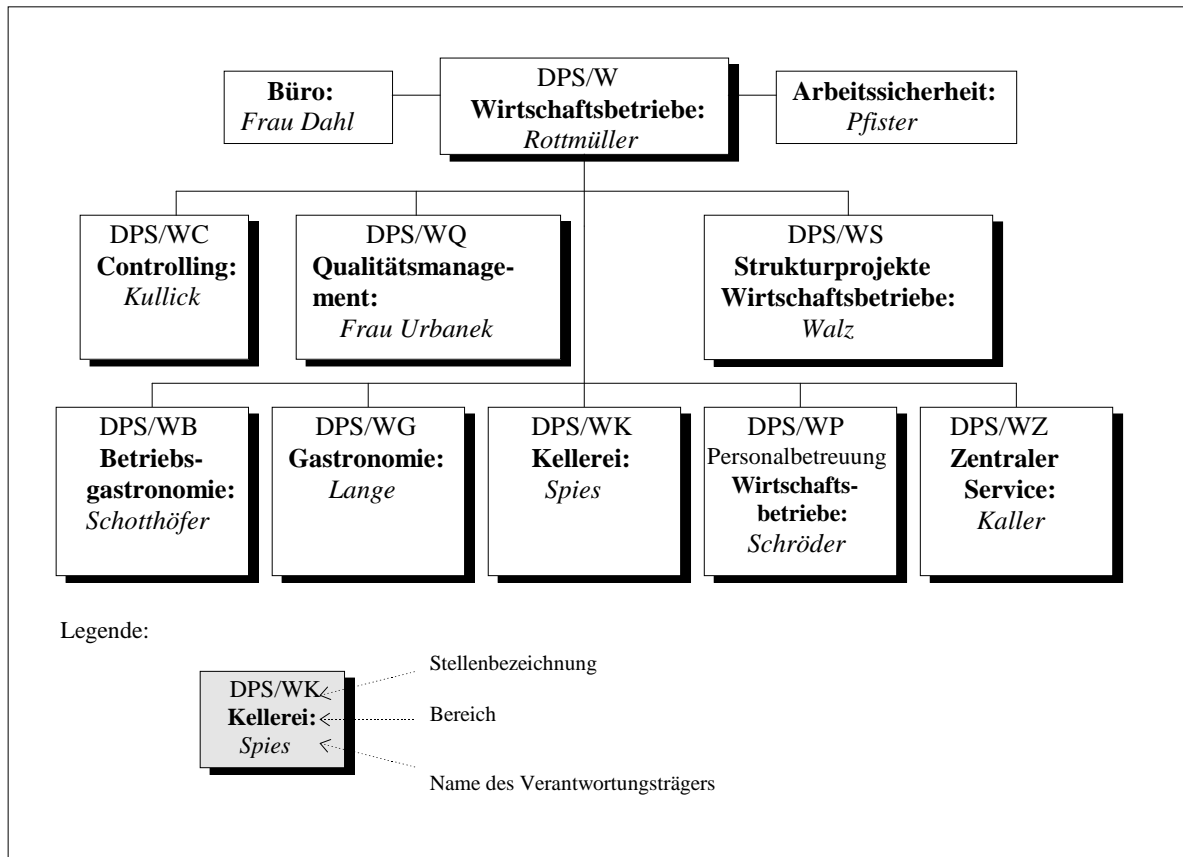 Büro:
Frau Dahl
DPS/W
Wirtschaftsbetriebe:
Rottmüller
Arbeitssicherheit:
Pfister
DPS/WC
Controlling:
Kullick
DPS/WQ
Qualitätsmanage-
ment:
Frau Urbanek
DPS/WS
Strukturprojekte
Wirtschaftsbetriebe:
Walz
DPS/WB
Betriebs-
gastronomie:
Schotthöfer
DPS/WG
Gastronomie:
Lange
DPS/WK
Kellerei:
Spies
DPS/WP
Personalbetreuung
Wirtschafts-
betriebe:
Schröder
DPS/WZ
Zentraler
Service:
Kaller
Legende:
DPS/WK
Kellerei:
Spies
Stellenbezeichnung
Bereich
Name des Verantwortungsträgers